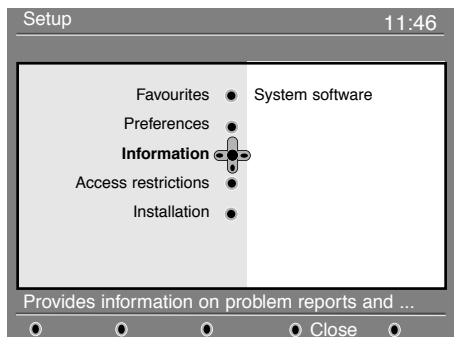 Setup 11:46
Favourites System software
Preferences
Information
Access restrictions
Installation
Provides information on problem reports and ...
Close